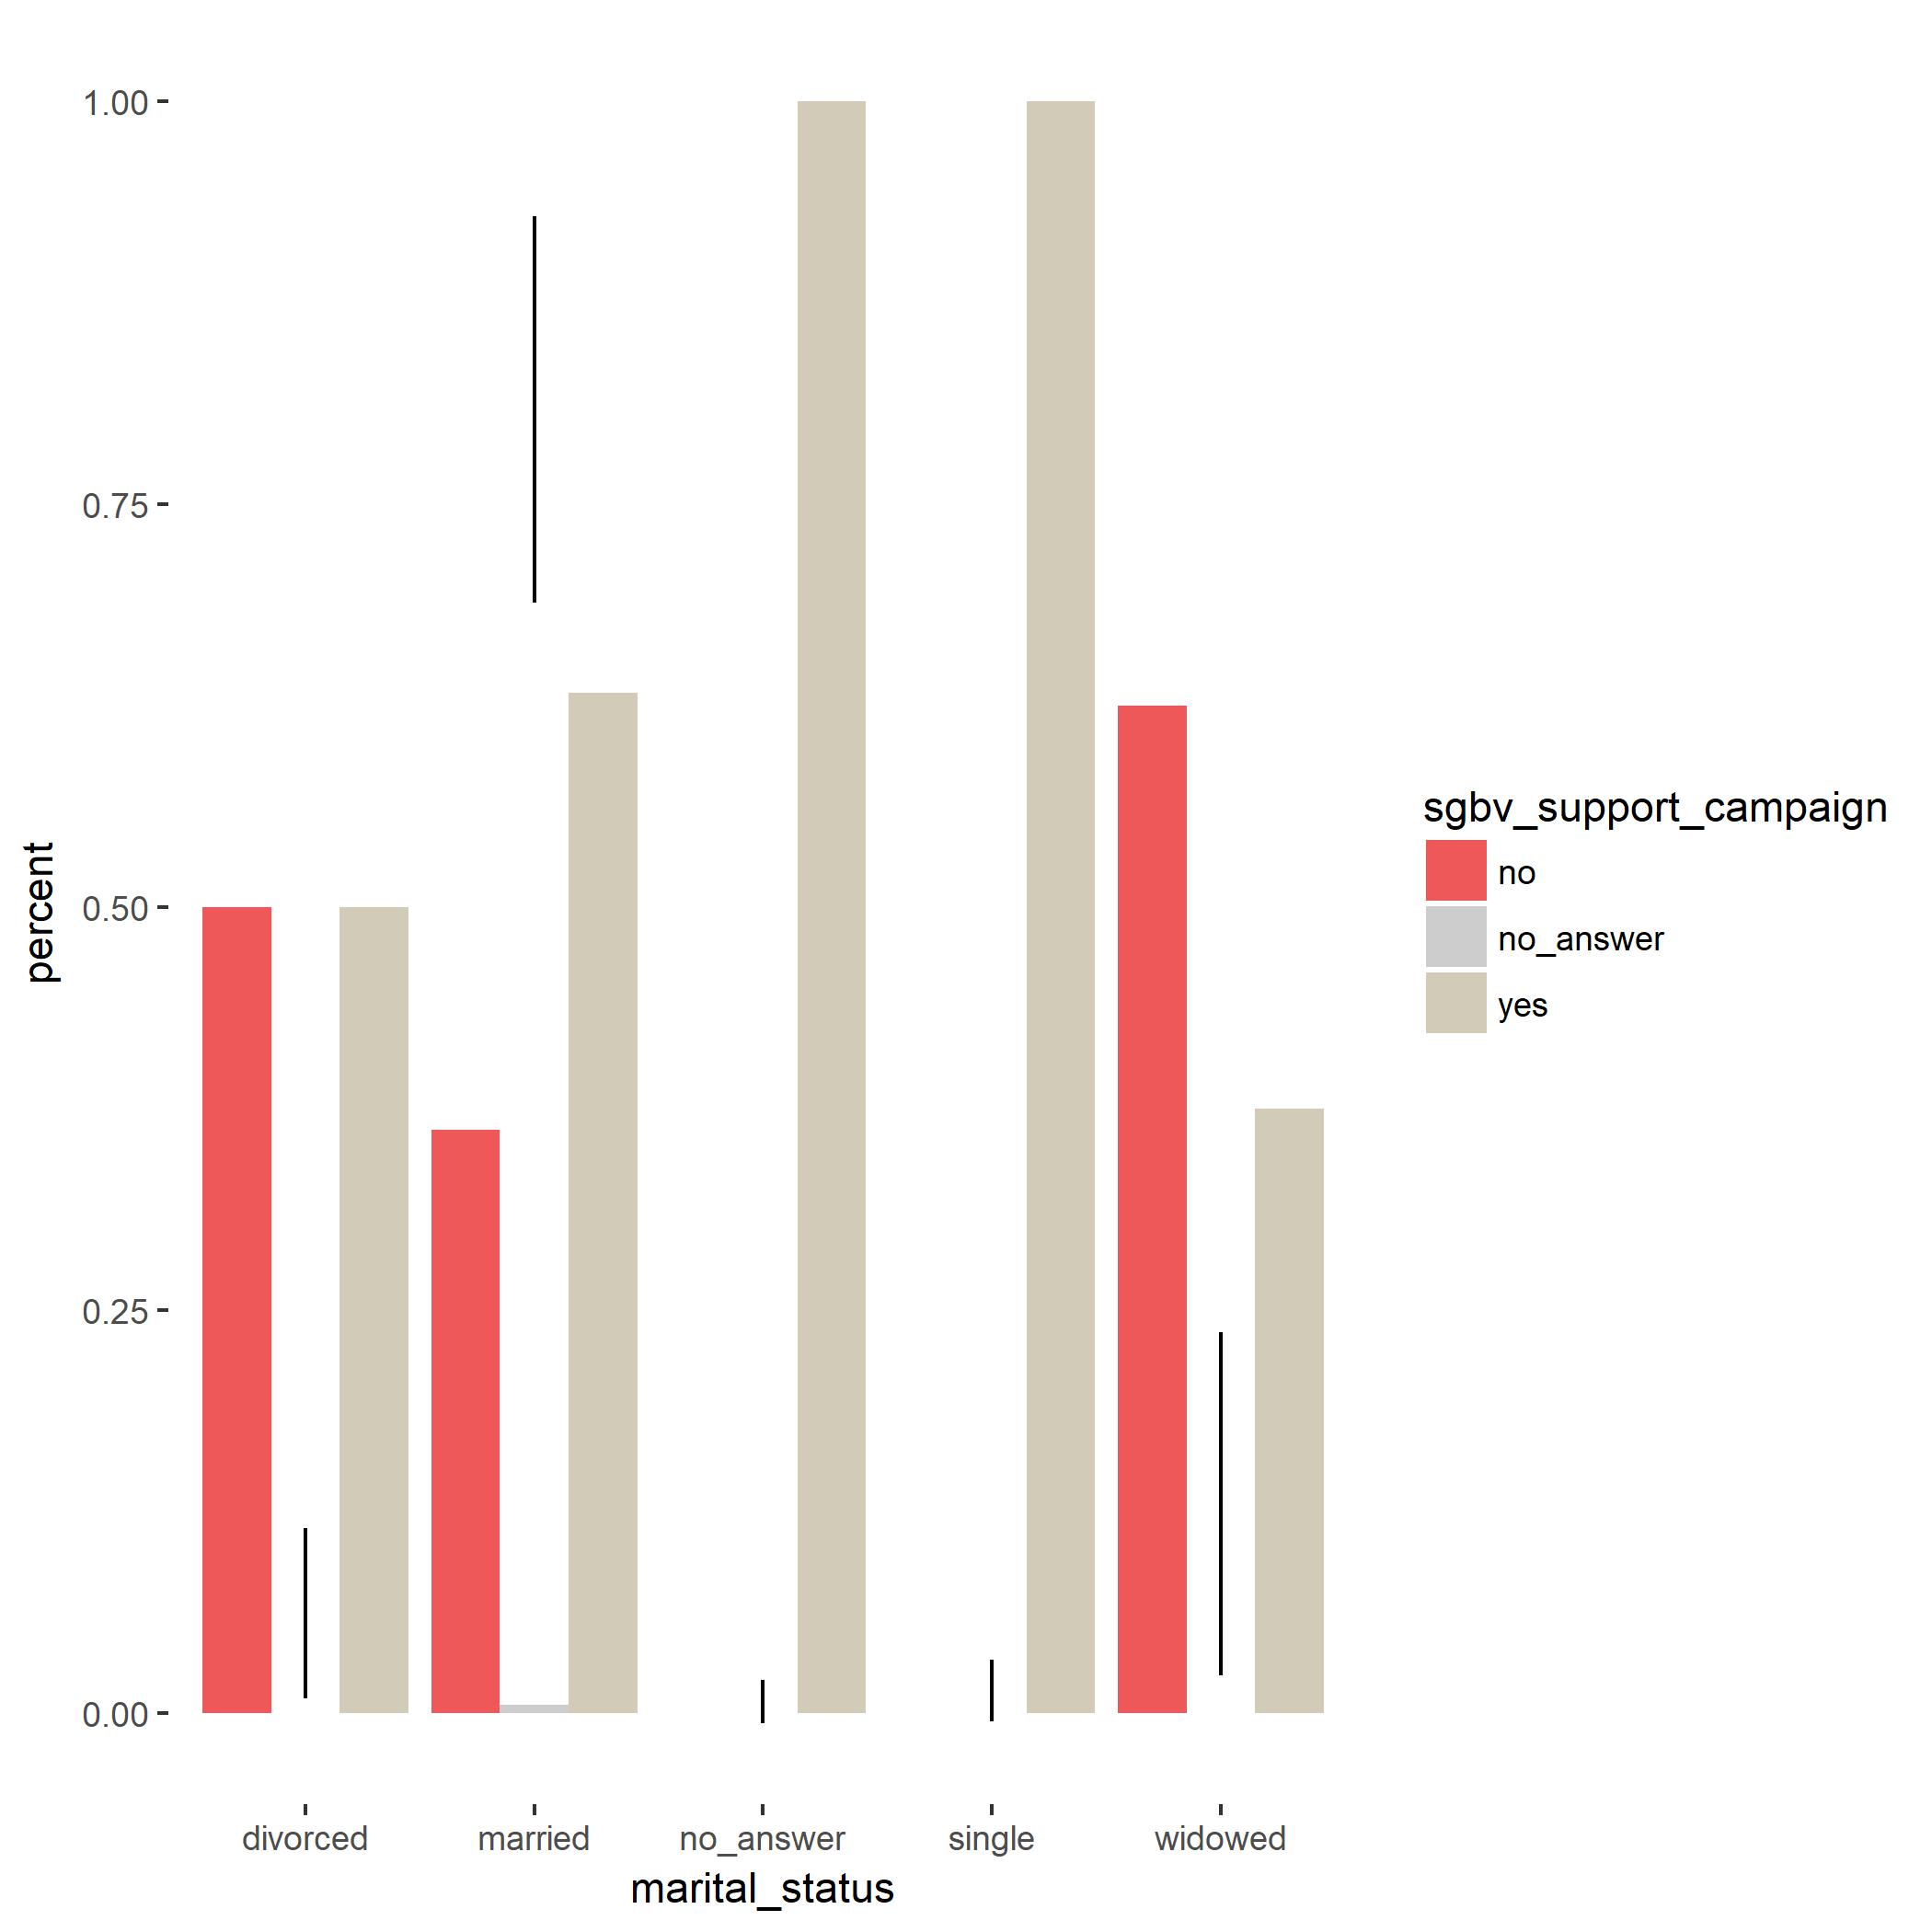 1.00
0.75
0.50
0.25
0.00
percent
divorced
married
no_answer
single
widowed
marital_status
sgbv_support_campaign
no
no_answer
yes